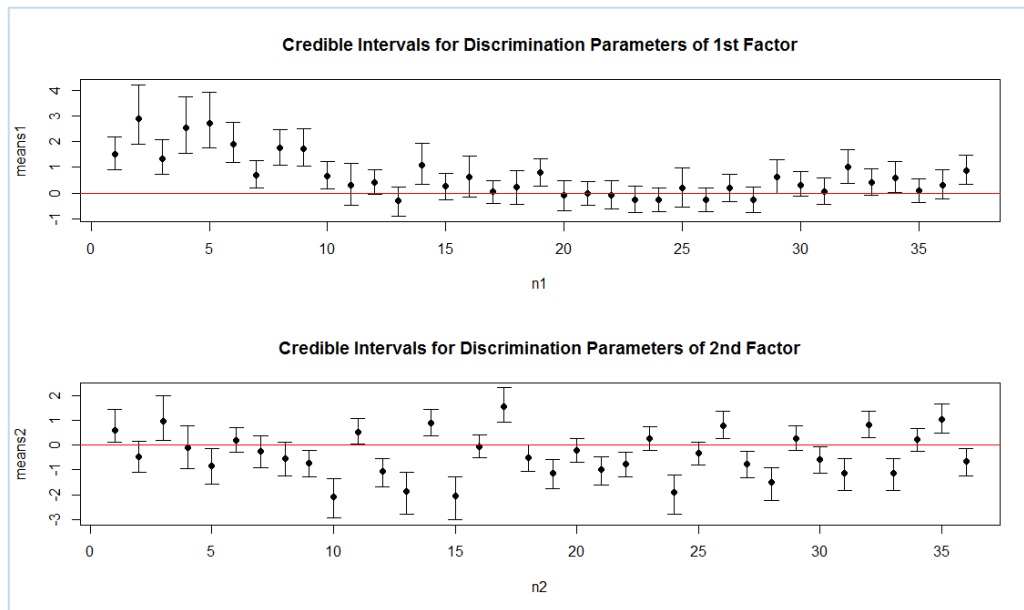 Credible Intervals for Discrimination Parameters of 1st Factor
means1
4
3
2
1
0
-1
0 5 10 15 20 25 30 35
n1
Credible Intervals for Discrimination Parameters of 2nd Factor
means2
2
1
0
-1
-2
-3
0 5 10 15 20 25 30 35
n2